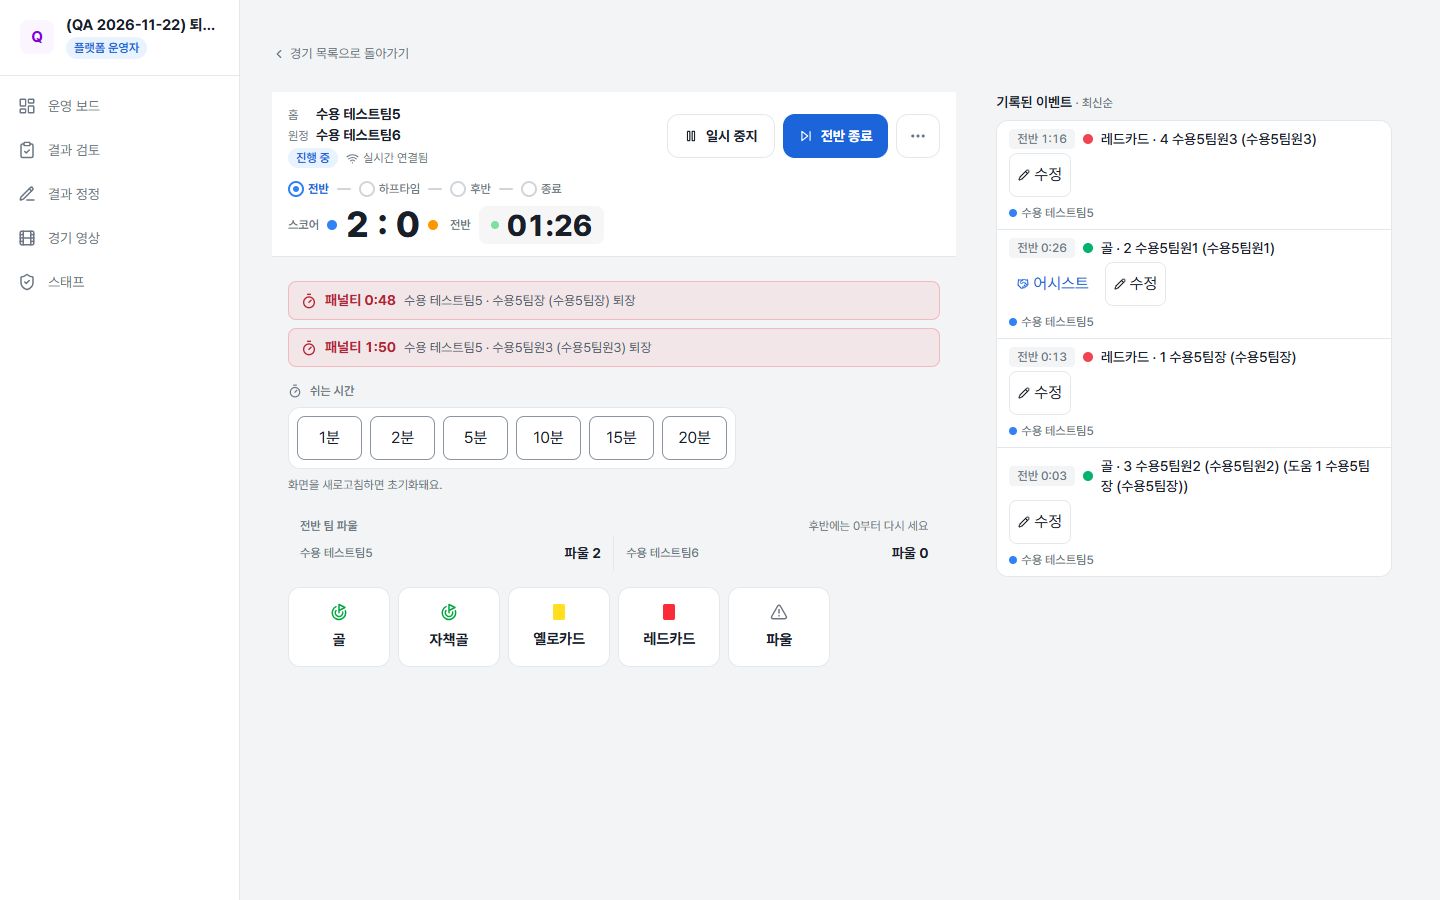 Q
(QA 2026-11-22) 퇴...
플랫폼 운영자
운영 보드
결과 검토
결과 정정
경기 영상
스태프
경기 목록으로 돌아가기
홈 수용 테스트팀5
원정 수용 테스트팀6
진행 중 실시간 연결됨
일시 중지
전반 종료
전반 하프타임 후반 종료
스코어 2 : 0 전반 01:26
패널티 0:48 수용 테스트팀5 · 수용5팀장 (수용5팀장) 퇴장
패널티 1:50 수용 테스트팀5 · 수용5팀원3 (수용5팀원3) 퇴장
쉬는 시간
1분 2분 5분 10분 15분 20분
화면을 새로고침하면 초기화돼요.
전반 팀 파울 후반에는 0부터 다시 세요
수용 테스트팀5 파울 2 수용 테스트팀6 파울 0
골 자책골 옐로카드 레드카드 파울
기록된 이벤트 · 최신순
전반 1:16 레드카드 · 4 수용5팀원3 (수용5팀원3)
수정
수용 테스트팀5
전반 0:26 골 · 2 수용5팀원1 (수용5팀원1)
어시스트 수정
수용 테스트팀5
전반 0:13 레드카드 · 1 수용5팀장 (수용5팀장)
수정
수용 테스트팀5
전반 0:03 골 · 3 수용5팀원2 (수용5팀원2) (도움 1 수용5팀
장 (수용5팀장))
수정
수용 테스트팀5